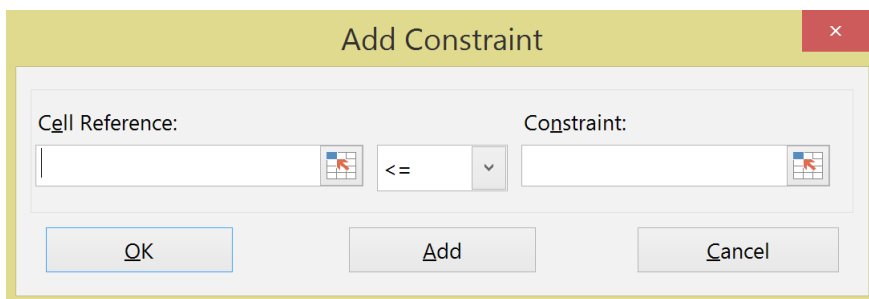 Add Constraint
×
Cell Reference:
Constraint:
<=
OK
Add
Cancel